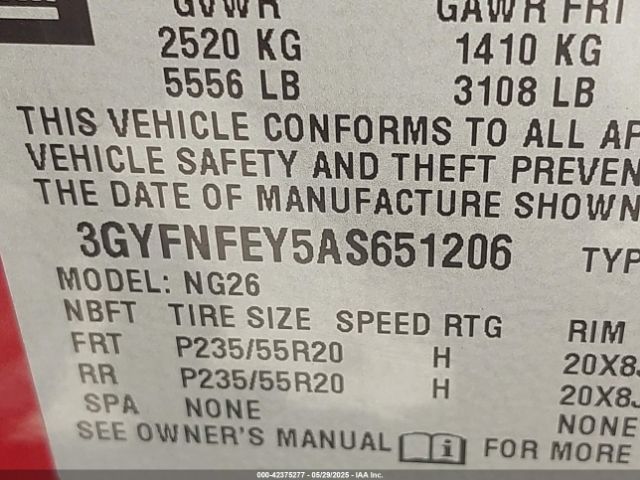 GVWR GAWR FRT
2520 KG 1410 KG
5556 LB 3108 LB
THIS VEHICLE CONFORMS TO ALL AP
VEHICLE SAFETY AND THEFT PREVEN
THE DATE OF MANUFACTURE SHOWN
3GYFNFEY5AS651206 TYP
MODEL: NG26
NBFT TIRE SIZE SPEED RTG RIM
FRT P235/55R20 H 20X8J
RR P235/55R20 H 20X8J
SPA NONE NONE
SEE OWNER'S MANUAL FOR MORE
000-42375277 - 05/29/2025 - IAA Inc.